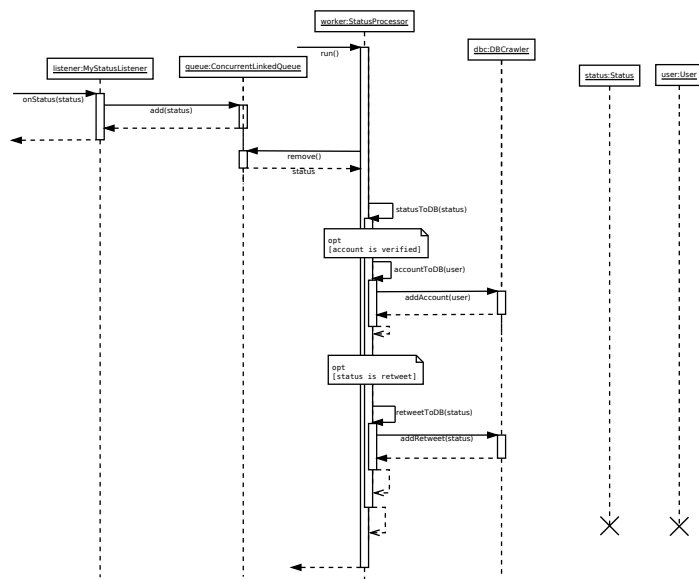 worker:StatusProcessor
run()
dbc:DBCrawler
listener:MyStatusListener
queue:ConcurrentLinkedQueue
status:Status
user:User
onStatus(status)
add(status)
remove()
status
statusToDB(status)
opt
[account is verified]
accountToDB(user)
addAccount(user)
opt
[status is retweet]
retweetToDB(status)
addRetweet(status)